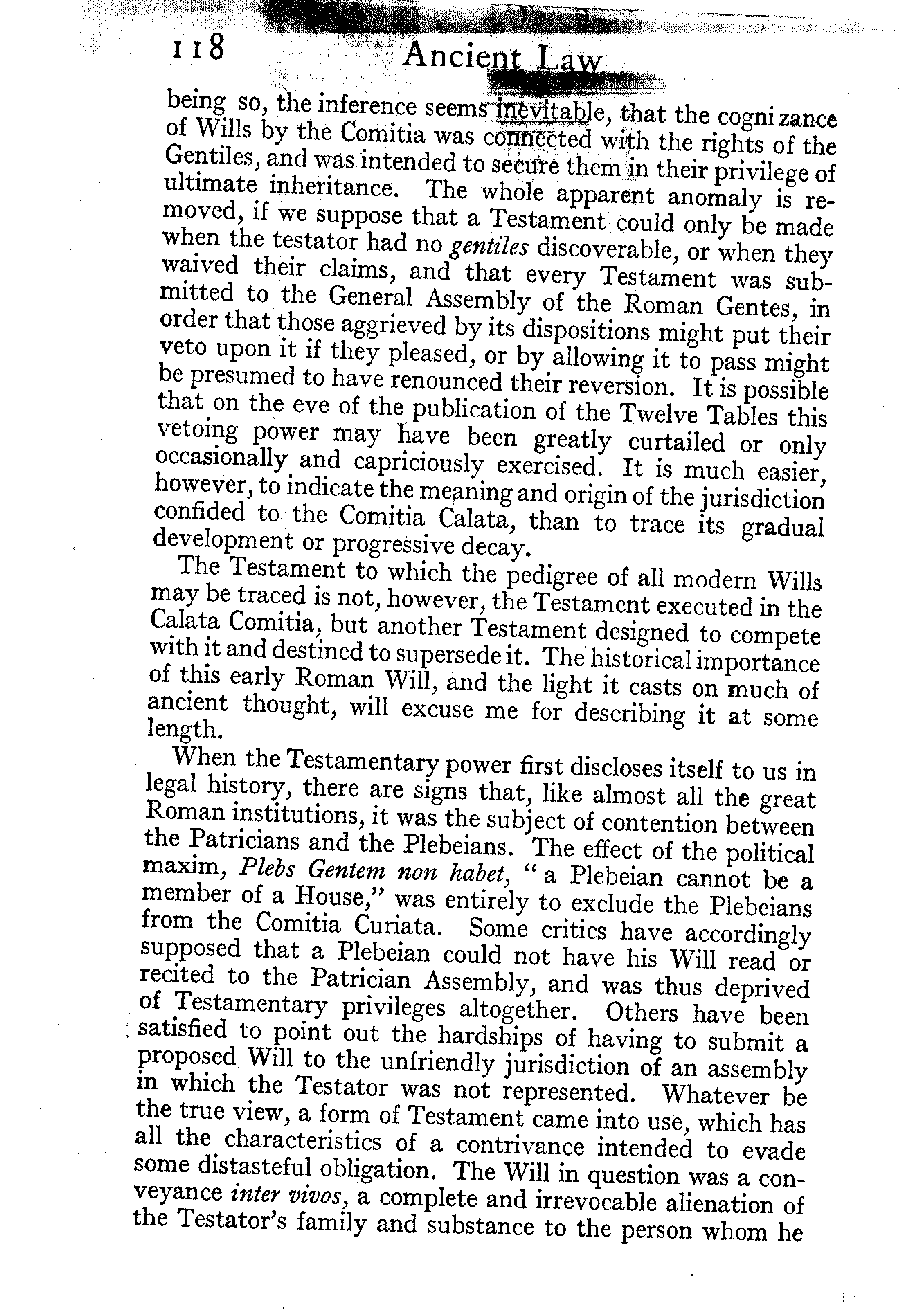 118 Ancient Law
being so, the inference seems inevitable, that the cognizance
of Wills by the Comitia was connected with the rights of the
Gentiles, and was intended to secure them in their privilege of
ultimate inheritance. The whole apparent anomaly is re-
moved, if we suppose that a Testament could only be made
when the testator had no gentiles discoverable, or when they
waived their claims, and that every Testament was sub-
mitted to the General Assembly of the Roman Gentes, in
order that those aggrieved by its dispositions might put their
veto upon it if they pleased, or by allowing it to pass might
be presumed to have renounced their reversion. It is possible
that on the eve of the publication of the Twelve Tables this
vetoing power may have been greatly curtailed or only
occasionally and capriciously exercised. It is much easier,
however, to indicate the meaning and origin of the jurisdiction
confided to the Comitia Calata, than to trace its gradual
development or progressive decay.
The Testament to which the pedigree of all modern Wills
may be traced is not, however, the Testament executed in the
Calata Comitia, but another Testament designed to compete
with it and destined to supersede it. The historical importance
of this early Roman Will, and the light it casts on much of
ancient thought, will excuse me for describing it at some
length.
When the Testamentary power first discloses itself to us in
legal history, there are signs that, like almost all the great
Roman institutions, it was the subject of contention between
the Patricians and the Plebeians. The effect of the political
maxim, Plebs Gentem non habet, “ a Plebeian cannot be a
member of a House,” was entirely to exclude the Plebeians
from the Comitia Curiata. Some critics have accordingly
supposed that a Plebeian could not have his Will read or
recited to the Patrician Assembly, and was thus deprived
of Testamentary privileges altogether. Others have been
satisfied to point out the hardships of having to submit a
proposed Will to the unfriendly jurisdiction of an assembly
in which the Testator was not represented. Whatever be
the true view, a form of Testament came into use, which has
all the characteristics of a contrivance intended to evade
some distasteful obligation. The Will in question was a con-
veyance inter vivos, a complete and irrevocable alienation of
the Testator’s family and substance to the person whom he